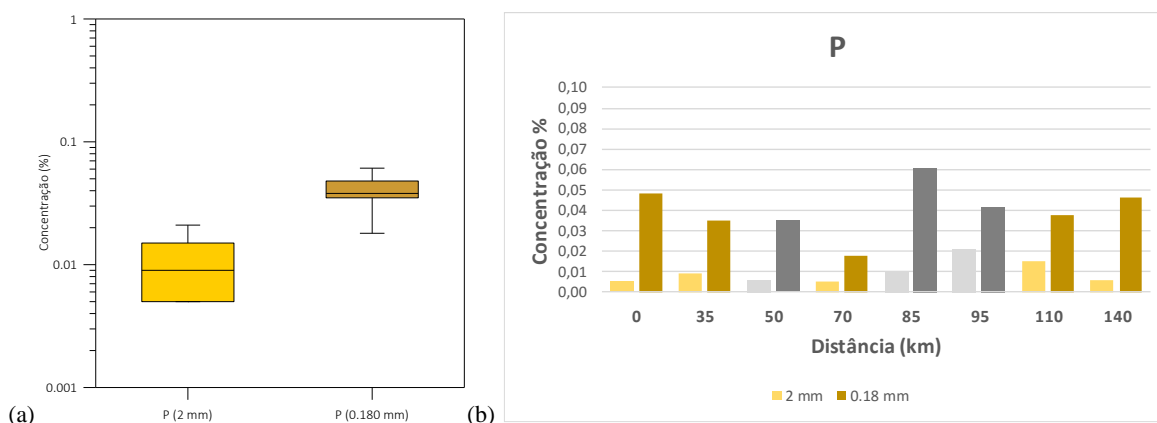 1
0.1
0.01
0.001
Concentração (%)
P (2 mm)
P (0.180 mm)
(a)
P
0,10
0,09
0,08
0,07
0,06
0,05
0,04
0,03
0,02
0,01
0,00
Concentração %
0 35 50 70 85 95 110 140
Distância (km)
2 mm 0.18 mm
(b)